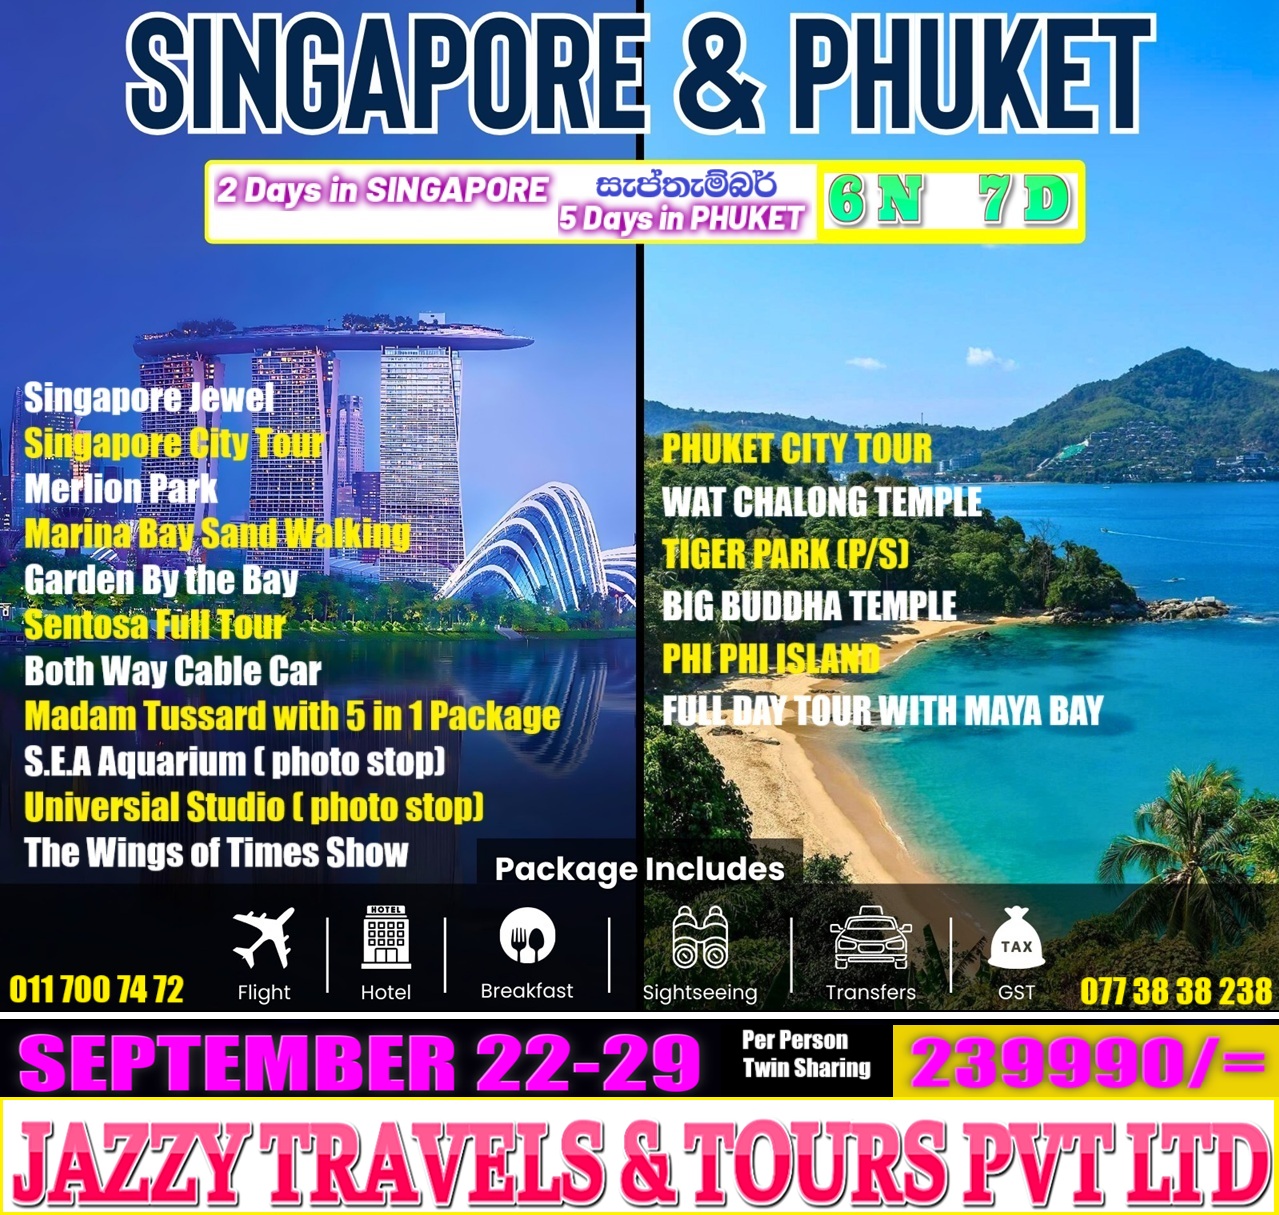 SINGAPORE & PHUKET
2 Days in SINGAPORE
සැප්තැම්බර්
5 Days in PHUKET
6N 7D
Singapore Jewel
Singapore City Tour
Merlion Park
Marina Bay Sand Walking
Garden By the Bay
Sentosa Full Tour
Both Way Cable Car
Madam Tussard with 5 in 1 Package
S.E.A Aquarium ( photo stop)
Universial Studio ( photo stop)
The Wings of Times Show
PHUKET CITY TOUR
WAT CHALONG TEMPLE
TIGER PARK (P/S)
BIG BUDDHA TEMPLE
PHI PHI ISLAND
FULL DAY TOUR WITH MAYA BAY
Package Includes
HOTEL
TAX
Flight
Hotel
Breakfast
Sightseeing
Transfers
GST
011 700 74 72
077 38 38 238
SEPTEMBER 22-29
Per Person
Twin Sharing
239990/=
JAZZY TRAVELS & TOURS PVT LTD